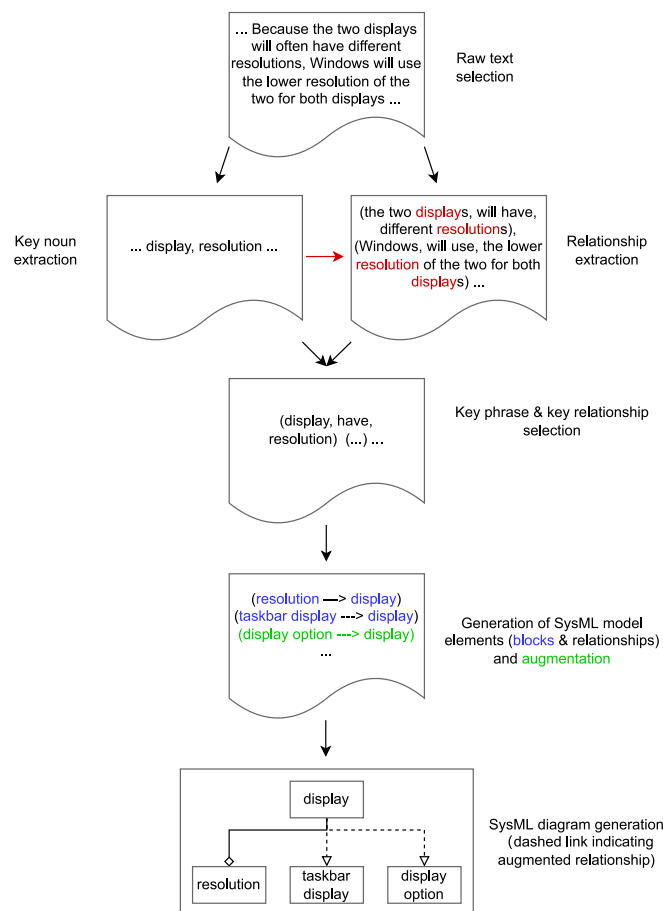 ... Because the two displays
will often have different
resolutions, Windows will use
the lower resolution of the
two for both displays ...
Raw text
selection
Key noun
extraction
... display, resolution ...
(the two displays, will have,
different resolutions),
(Windows, will use, the lower
resolution of the two for both
displays) ...
Relationship
extraction
(display, have,
resolution) (...) ...
Key phrase & key relationship
selection
(resolution —> display)
(taskbar display ---> display)
(display option ---> display)
...
Generation of SysML model
elements (blocks & relationships)
and augmentation
display
resolution
taskbar
display
display
option
SysML diagram generation
(dashed link indicating
augmented relationship)